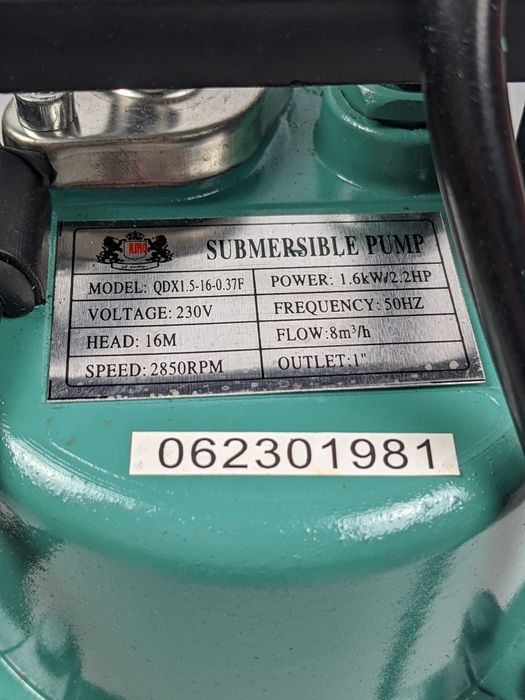 SUBMERSIBLE PUMP
MODEL: QDX1.5-16-0.37F
POWER: 1.6kW/2.2HP
VOLTAGE: 230V
FREQUENCY: 50HZ
HEAD: 16M
FLOW: 8m³/h
SPEED: 2850RPM
OUTLET: 1"
062301981